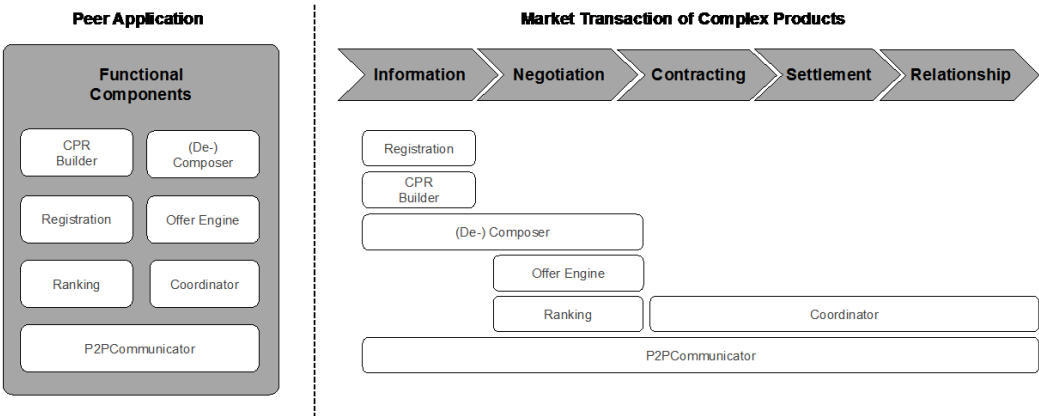 Peer Application
Functional
Components
CPR
Builder
(De-)
Composer
Registration
Offer Engine
Ranking
Coordinator
P2PCommunicator
Market Transaction of Complex Products
Information
Negotiation
Contracting
Settlement
Relationship
Registration
CPR
Builder
(De-) Composer
Offer Engine
Ranking
Coordinator
P2PCommunicator